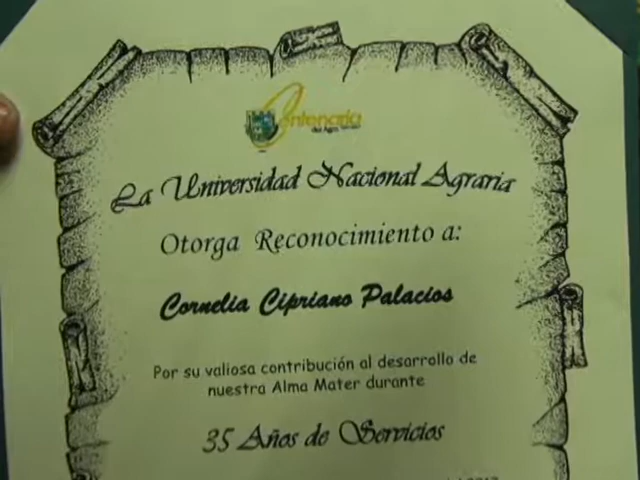 Centenaria
La Universidad Nacional Agraria
Otorga Reconocimiento a:
Cornelia Cipriano Palacios
Por su valiosa contribución al desarrollo de
nuestra Alma Mater durante
35 Años de Servicios